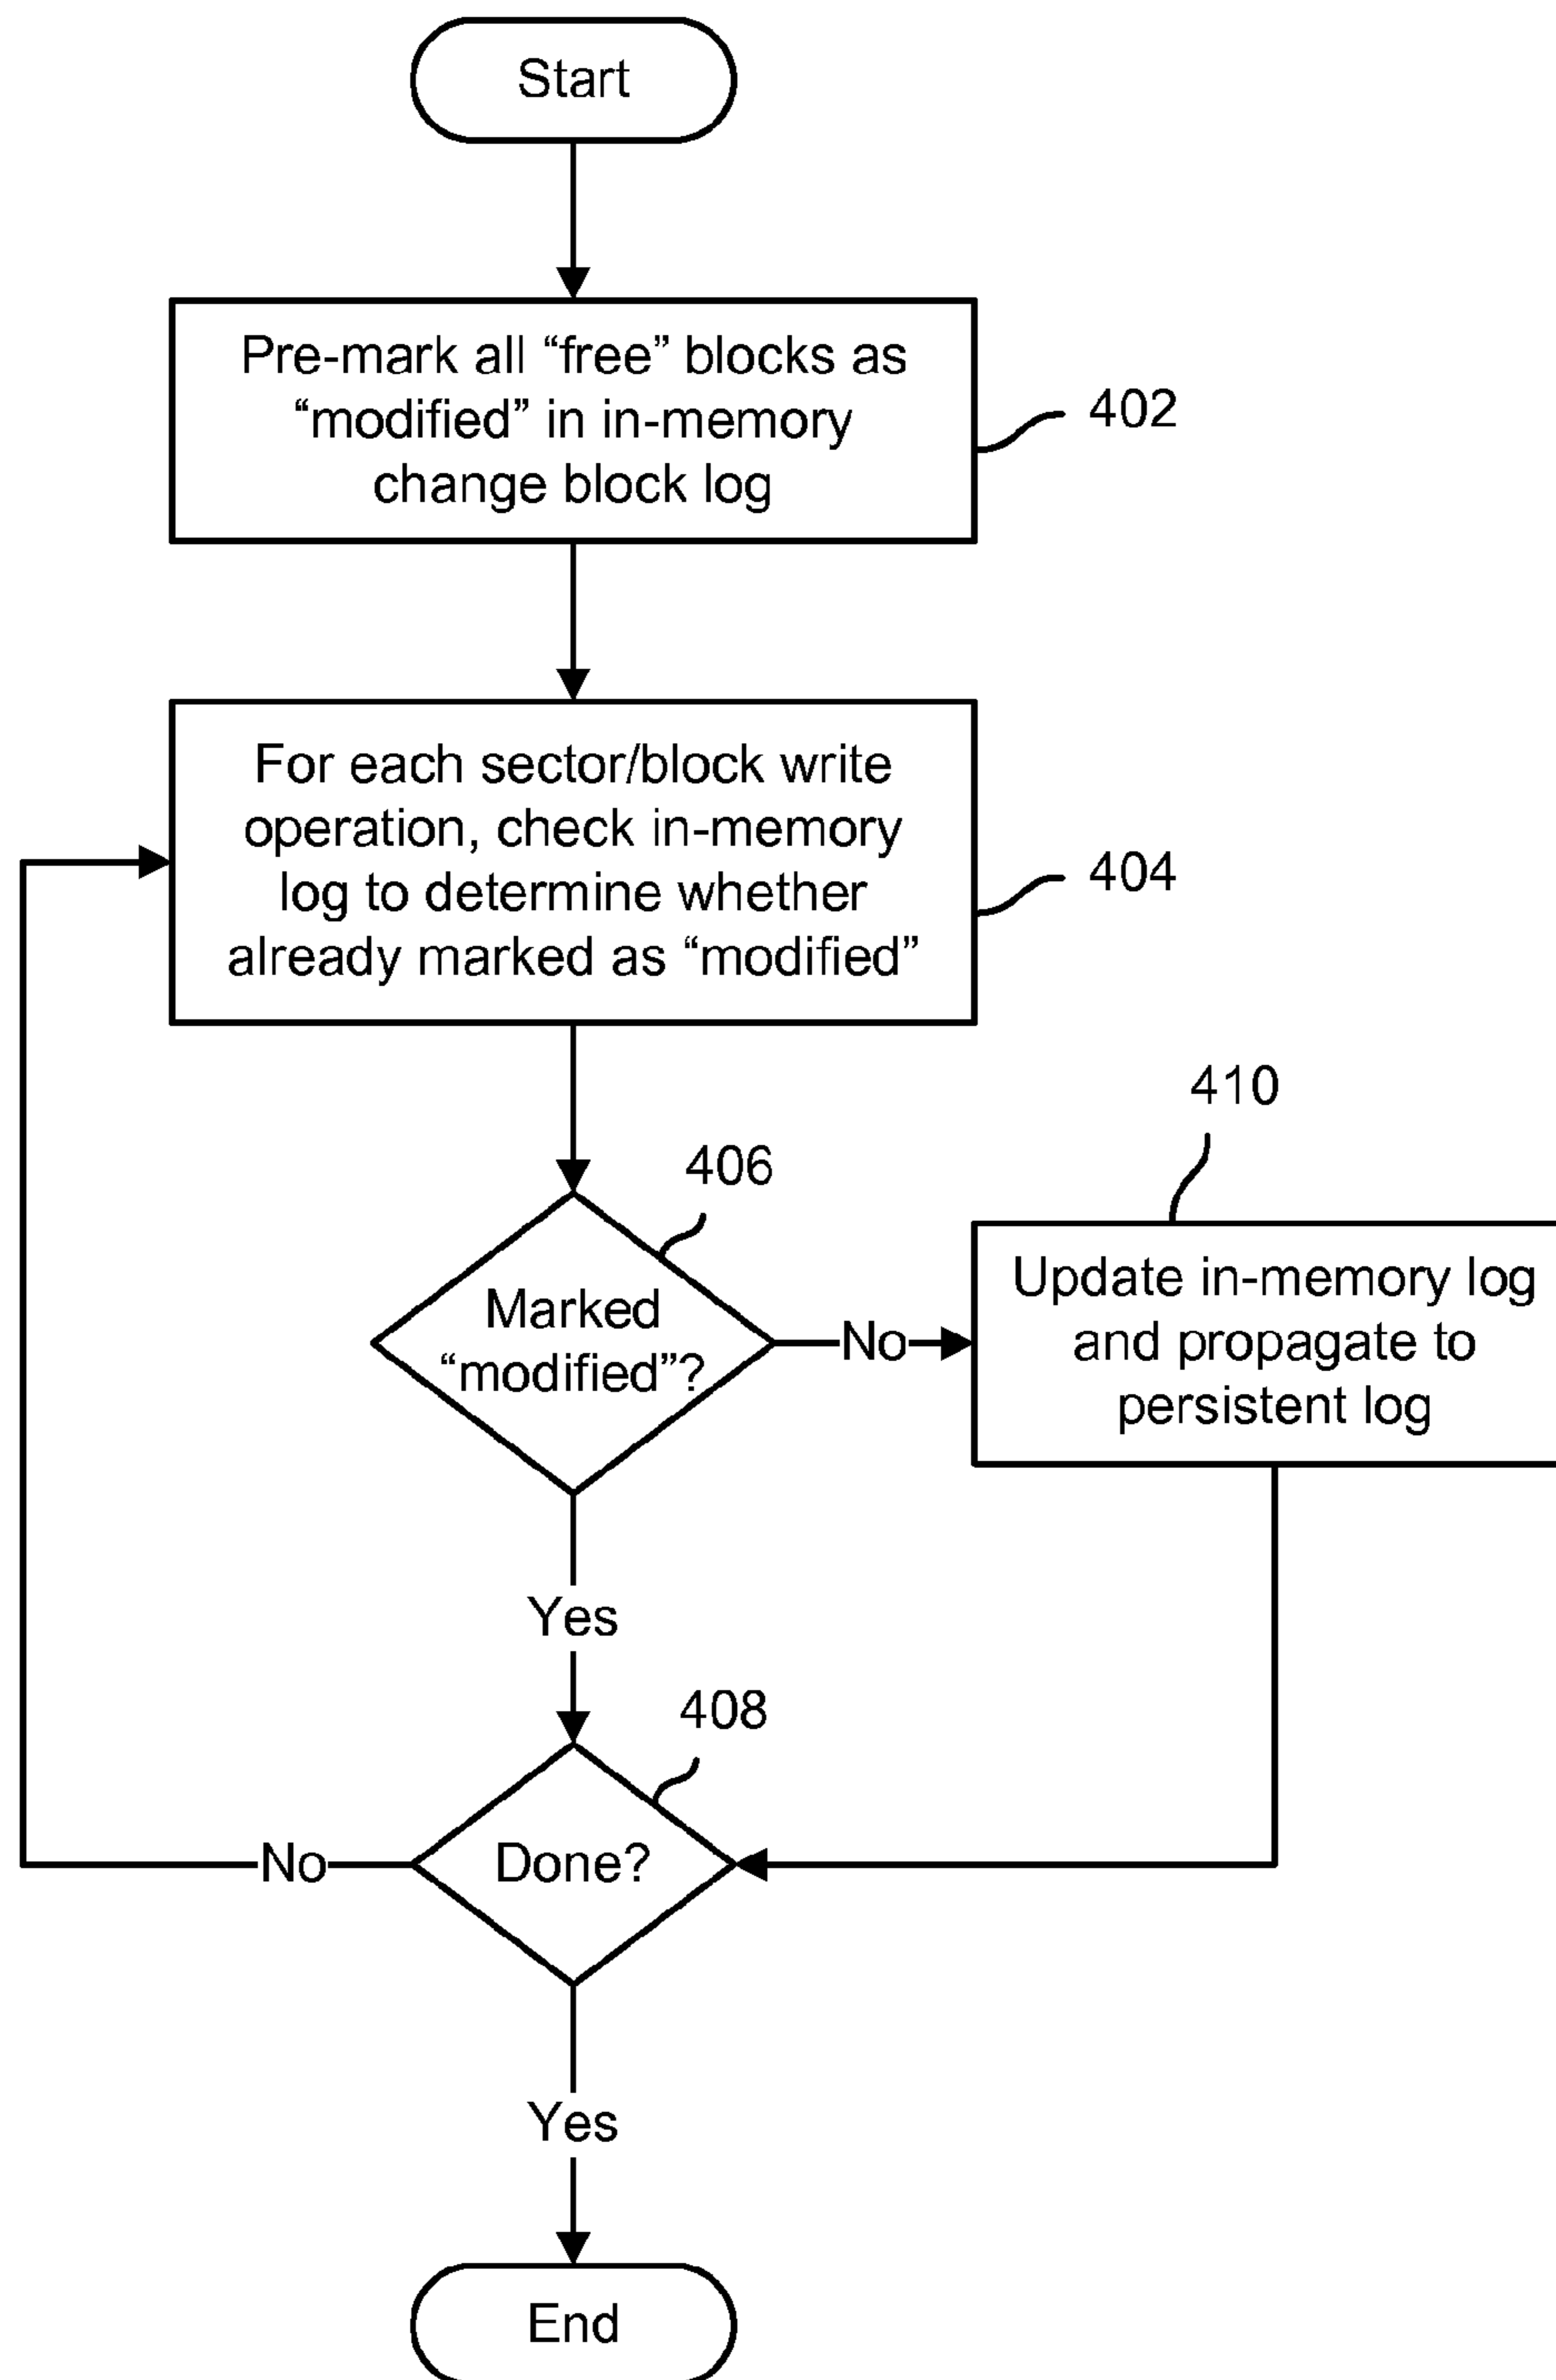 Start
Pre-mark all “free” blocks as
“modified” in in-memory
change block log
402
For each sector/block write
operation, check in-memory
log to determine whether
already marked as “modified”
404
406
Marked
“modified”?
No
410
Update in-memory log
and propagate to
persistent log
Yes
408
Done?
No
Yes
End